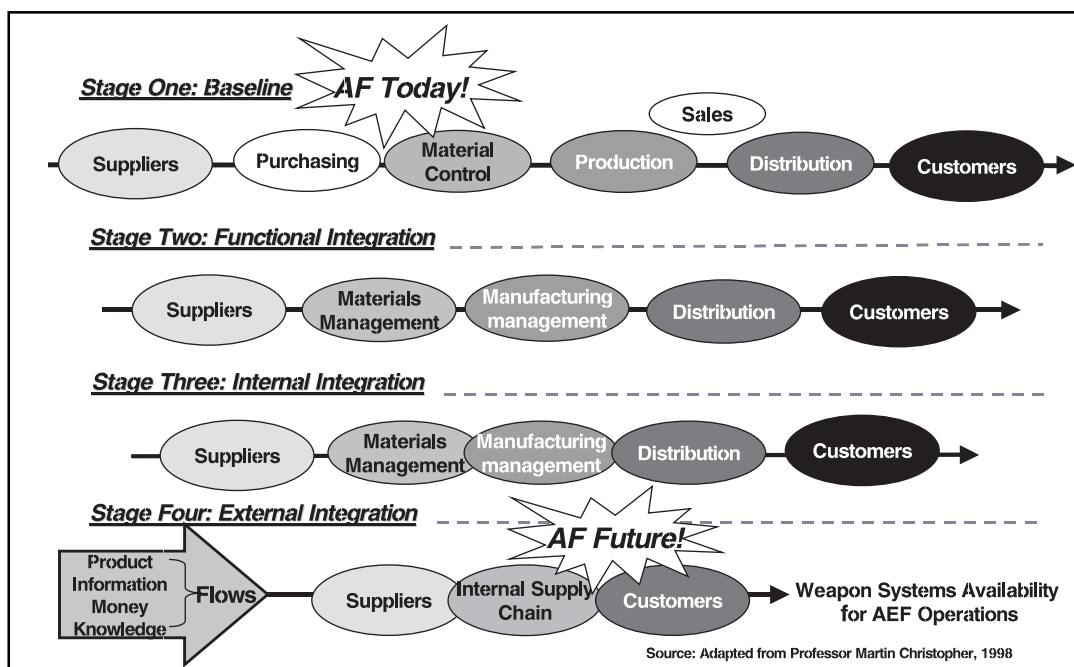 Stage One: Baseline
AF Today!
Sales
Suppliers
Purchasing
Material
Control
Production
Distribution
Customers
Stage Two: Functional Integration
Suppliers
Materials
Management
Manufacturing
management
Distribution
Customers
Stage Three: Internal Integration
Suppliers
Materials
Management
Manufacturing
management
Distribution
Customers
Stage Four: External Integration
AF Future!
Product
Information
Money
Knowledge
Flows
Suppliers
Internal Supply
Chain
Customers
Weapon Systems Availability
for AEF Operations
Source: Adapted from Professor Martin Christopher, 1998